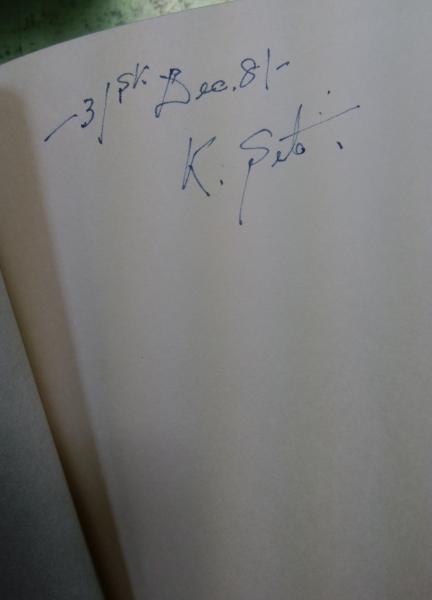 -31st. Dec. 81-
K. Seto.